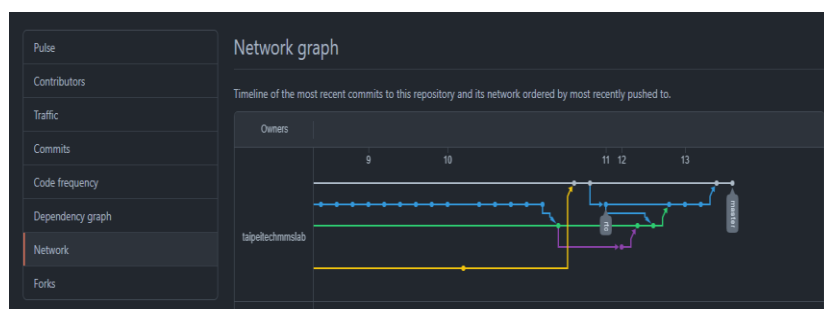 Pulse
Contributors
Traffic
Commits
Code frequency
Dependency graph
Network
Forks
Network graph
Timeline of the most recent commits to this repository and its network ordered by most recently pushed to.
Owners
9 10 11 12 13
taipeitechmmslab
mo
master